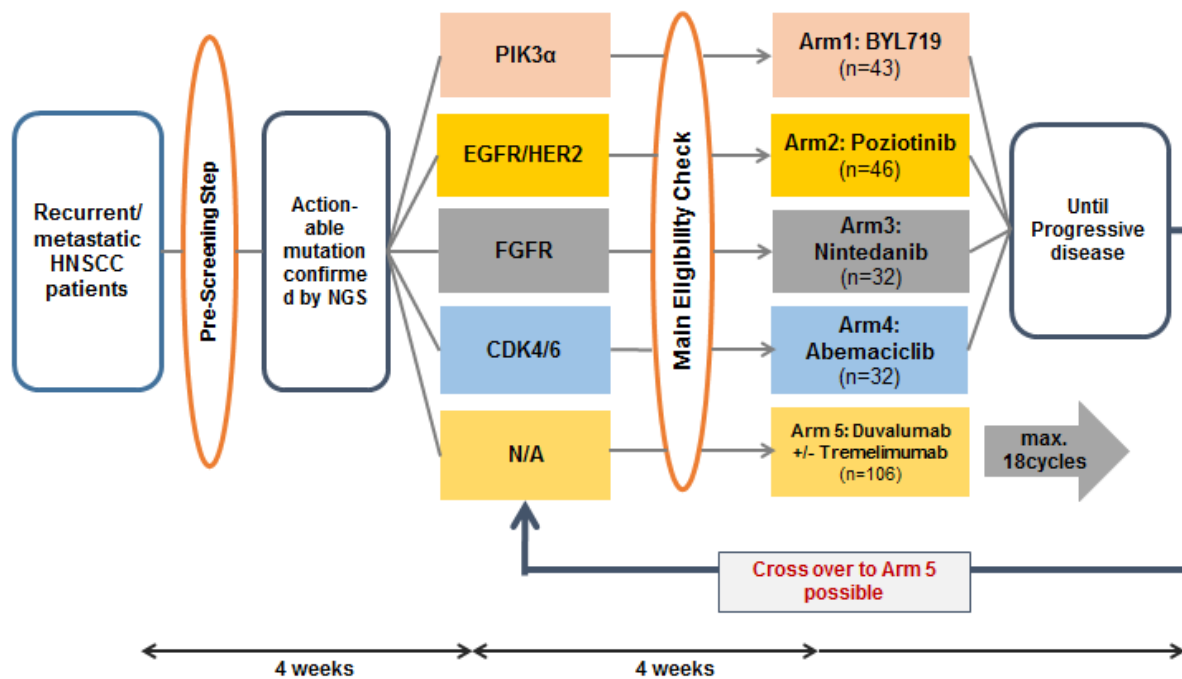 Recurrent/
metastatic
HNSCC
patients
Pre-Screening Step
Action-
able
mutation
confirme
d by NGS
PIK3α
EGFR/HER2
FGFR
CDK4/6
N/A
Main Eligibility Check
Arm1: BYL719
(n=43)
Arm2: Poziotinib
(n=46)
Arm3:
Nintedanib
(n=32)
Arm4:
Abemaciclib
(n=32)
Arm 5: Duvalumab
+/- Tremelimumab
(n=106)
Until
Progressive
disease
max.
18cycles
Cross over to Arm 5
possible
4 weeks
4 weeks